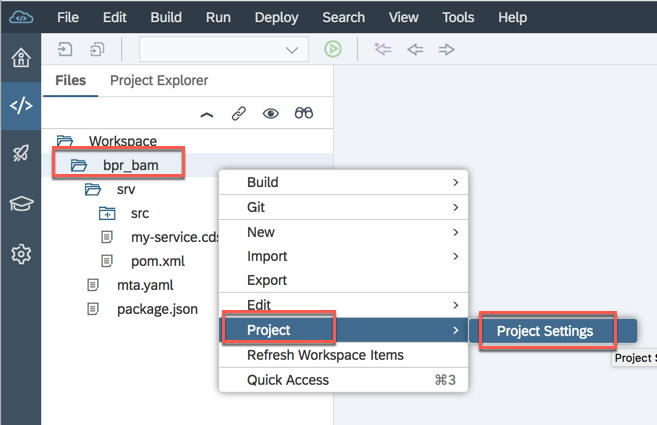 File Edit Build Run Deploy Search View Tools Help
Files Project Explorer
Workspace
bpr_bam
srv
src
my-service.cds
pom.xml
mta.yaml
package.json
Build
Git
New
Import
Export
Edit
Project
Refresh Workspace Items
Quick Access ⌘3
Project Settings
Project S